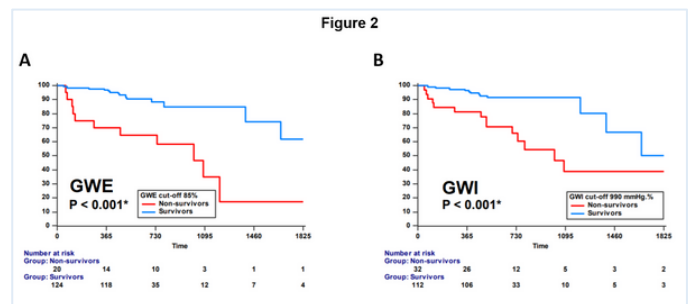 Figure 2
A
100
90
80
70
60
50
40
30
20
10
0
GWE
P < 0.001*
GWE cut-off 85%
Non-survivors
Survivors
0 365 730 1095 1460 1825
Time
Number at risk
Group: Non-survivors
20 14 10 3 1 1
Group: Survivors
124 118 35 12 7 4
B
100
90
80
70
60
50
40
30
20
10
0
GWI
P < 0.001*
GWI cut-off 990 mmHg.%
Non-survivors
Survivors
0 365 730 1095 1460 1825
Time
Number at risk
Group: Non-survivors
32 26 12 5 3 2
Group: Survivors
112 106 33 10 5 3